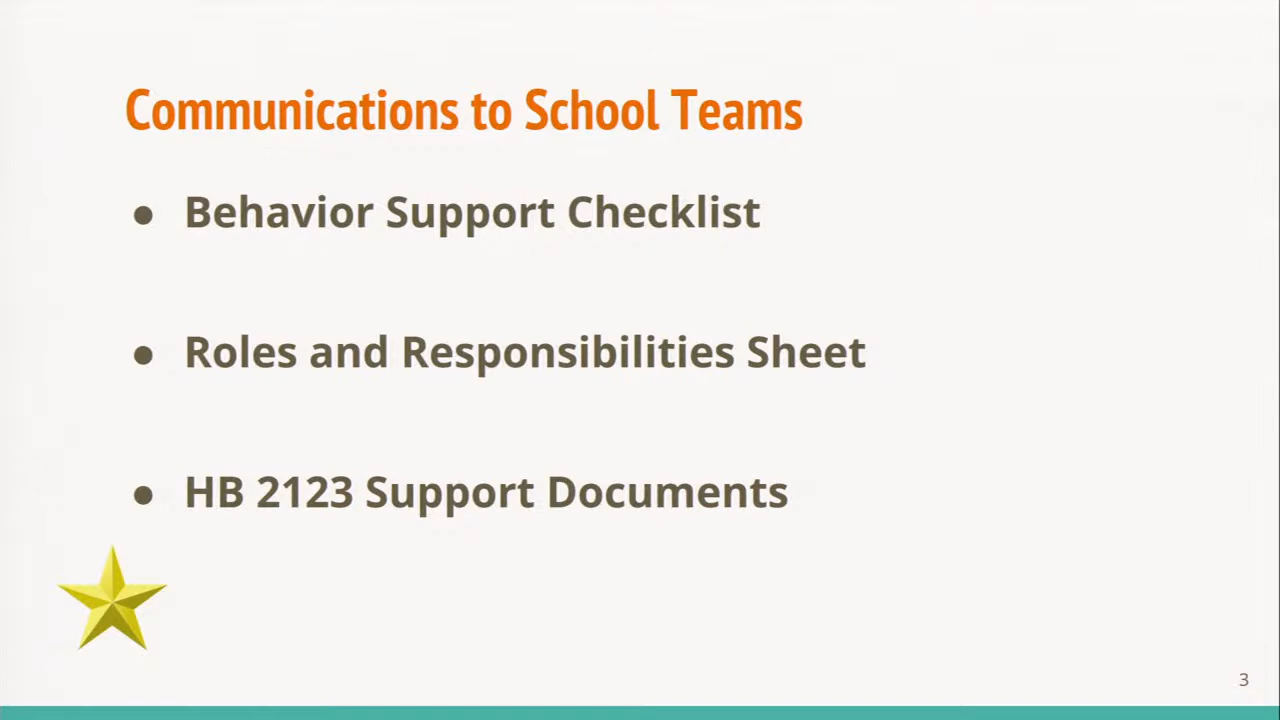 Communications to School Teams
● Behavior Support Checklist
● Roles and Responsibilities Sheet
● HB 2123 Support Documents
3